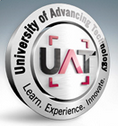 University of Advancing Technology
UAT
Learn. Experience. Innovate.